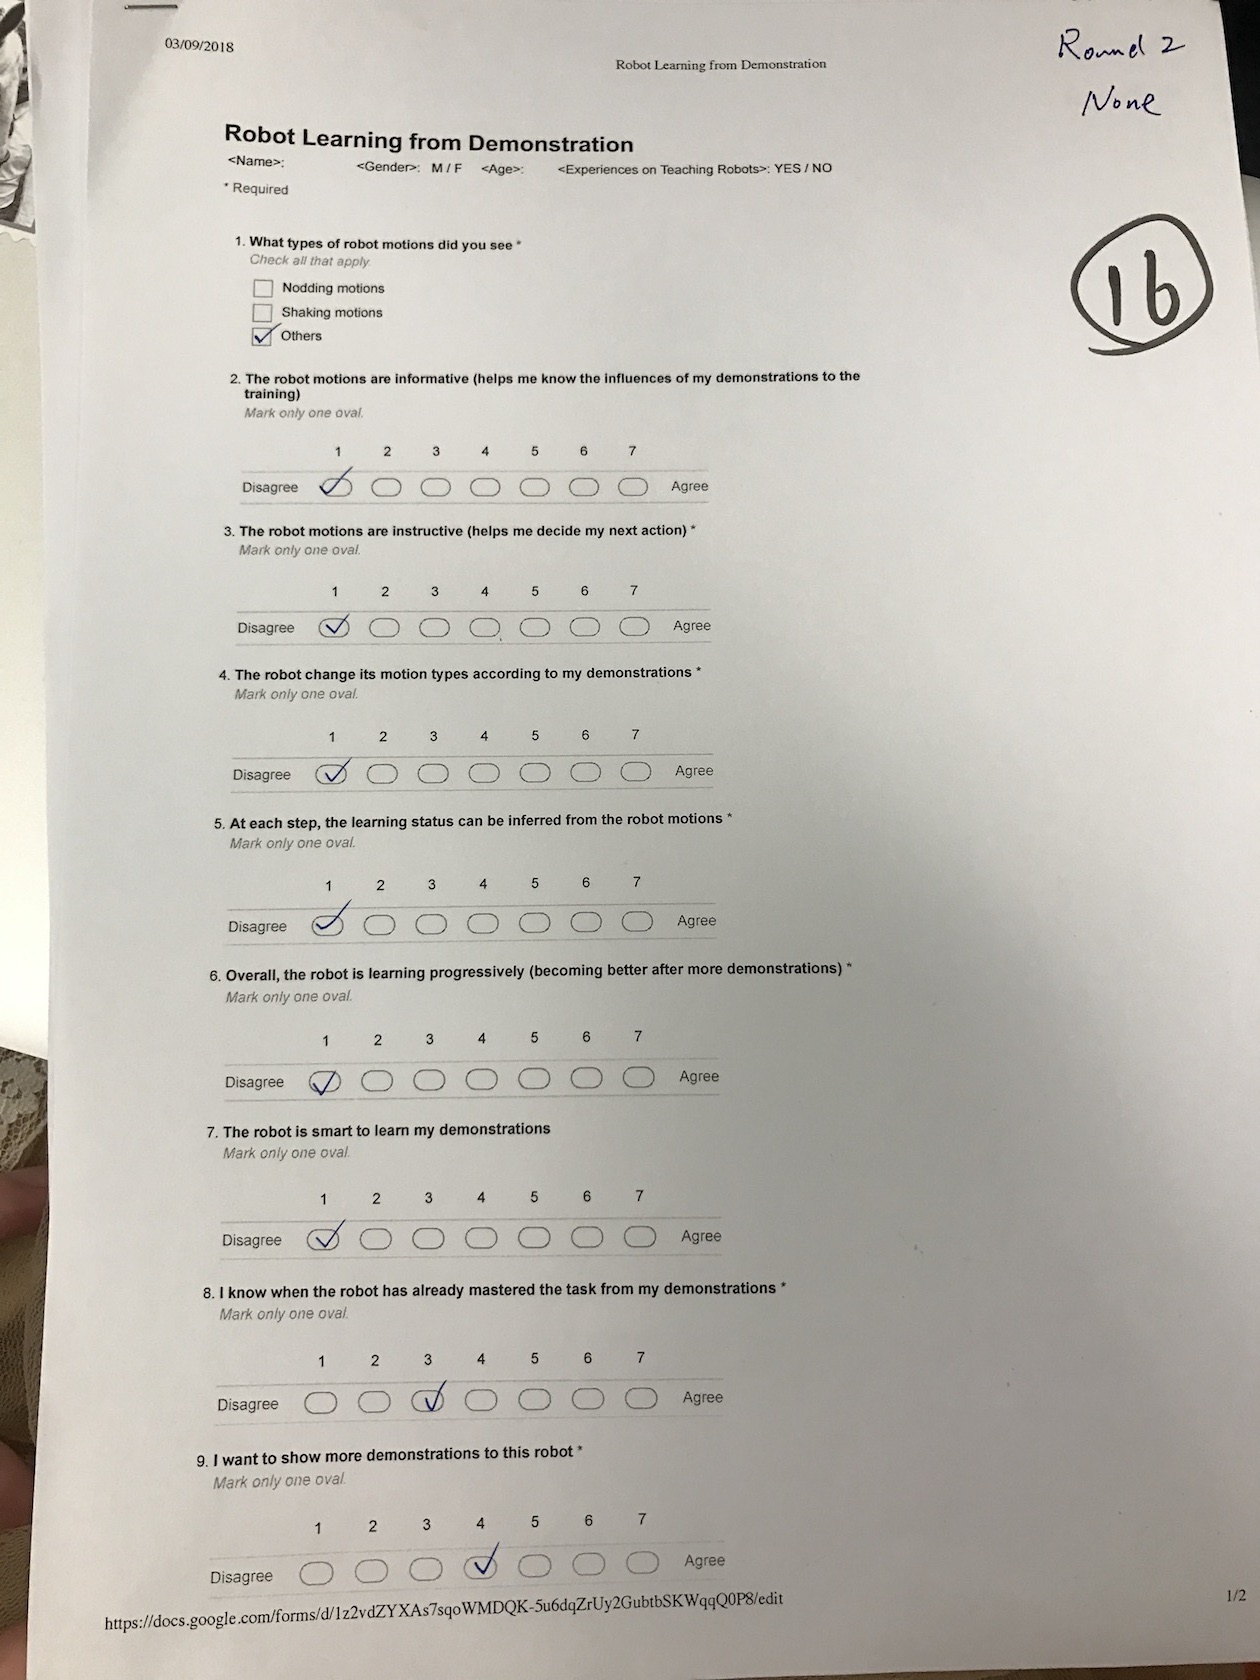 03/09/2018
Robot Learning from Demonstration
Round 2
None
16
Robot Learning from Demonstration
<Name>: <Gender>: M / F <Age>: <Experiences on Teaching Robots>: YES / NO
* Required
1. What types of robot motions did you see *
Check all that apply.
Nodding motions
Shaking motions
Others
2. The robot motions are informative (helps me know the influences of my demonstrations to the
training)
Mark only one oval.
1 2 3 4 5 6 7
Disagree Agree
3. The robot motions are instructive (helps me decide my next action) *
Mark only one oval.
1 2 3 4 5 6 7
Disagree Agree
4. The robot change its motion types according to my demonstrations *
Mark only one oval.
1 2 3 4 5 6 7
Disagree Agree
5. At each step, the learning status can be inferred from the robot motions *
Mark only one oval.
1 2 3 4 5 6 7
Disagree Agree
6. Overall, the robot is learning progressively (becoming better after more demonstrations) *
Mark only one oval.
1 2 3 4 5 6 7
Disagree Agree
7. The robot is smart to learn my demonstrations
Mark only one oval.
1 2 3 4 5 6 7
Disagree Agree
8. I know when the robot has already mastered the task from my demonstrations *
Mark only one oval.
1 2 3 4 5 6 7
Disagree Agree
9. I want to show more demonstrations to this robot *
Mark only one oval.
1 2 3 4 5 6 7
Disagree Agree
https://docs.google.com/forms/d/1z2vdZYXAs7sqoWMDQK-5u6dqZrUy2GubtbSKWqqQ0P8/edit
1/2